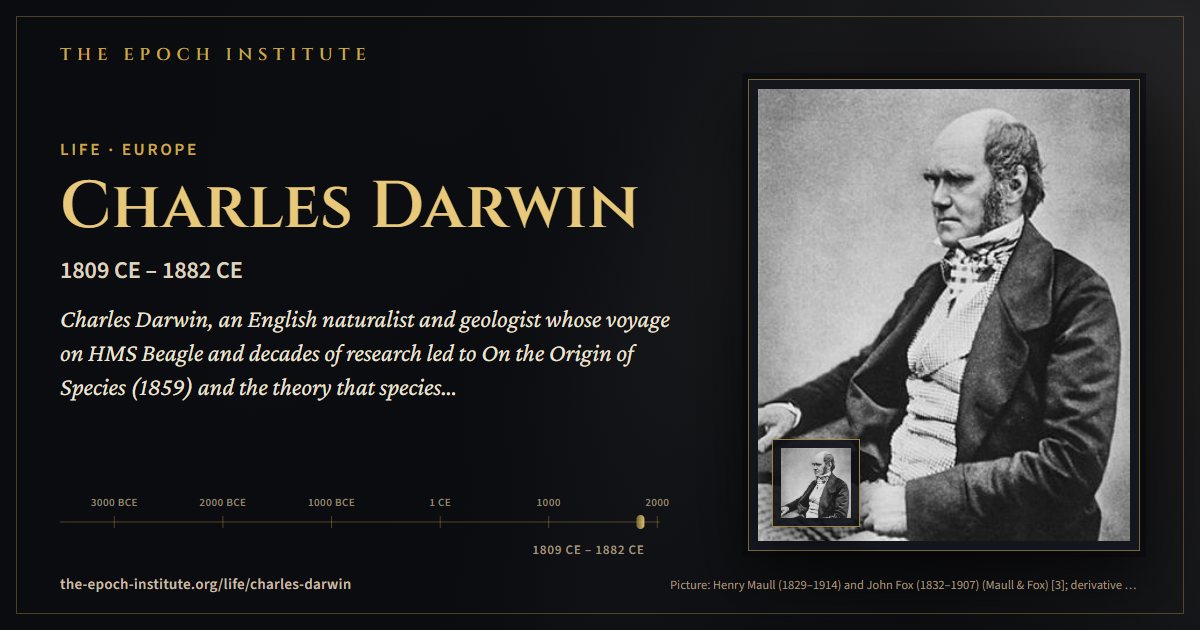 THE EPOCH INSTITUTE
LIFE · EUROPE
CHARLES DARWIN
1809 CE – 1882 CE
Charles Darwin, an English naturalist and geologist whose voyage
on HMS Beagle and decades of research led to On the Origin of
Species (1859) and the theory that species...
3000 BCE 2000 BCE 1000 BCE 1 CE 1000 2000
1809 CE – 1882 CE
the-epoch-institute.org/life/charles-darwin
Picture: Henry Maull (1829–1914) and John Fox (1832–1907) (Maull & Fox) [3]; derivative …